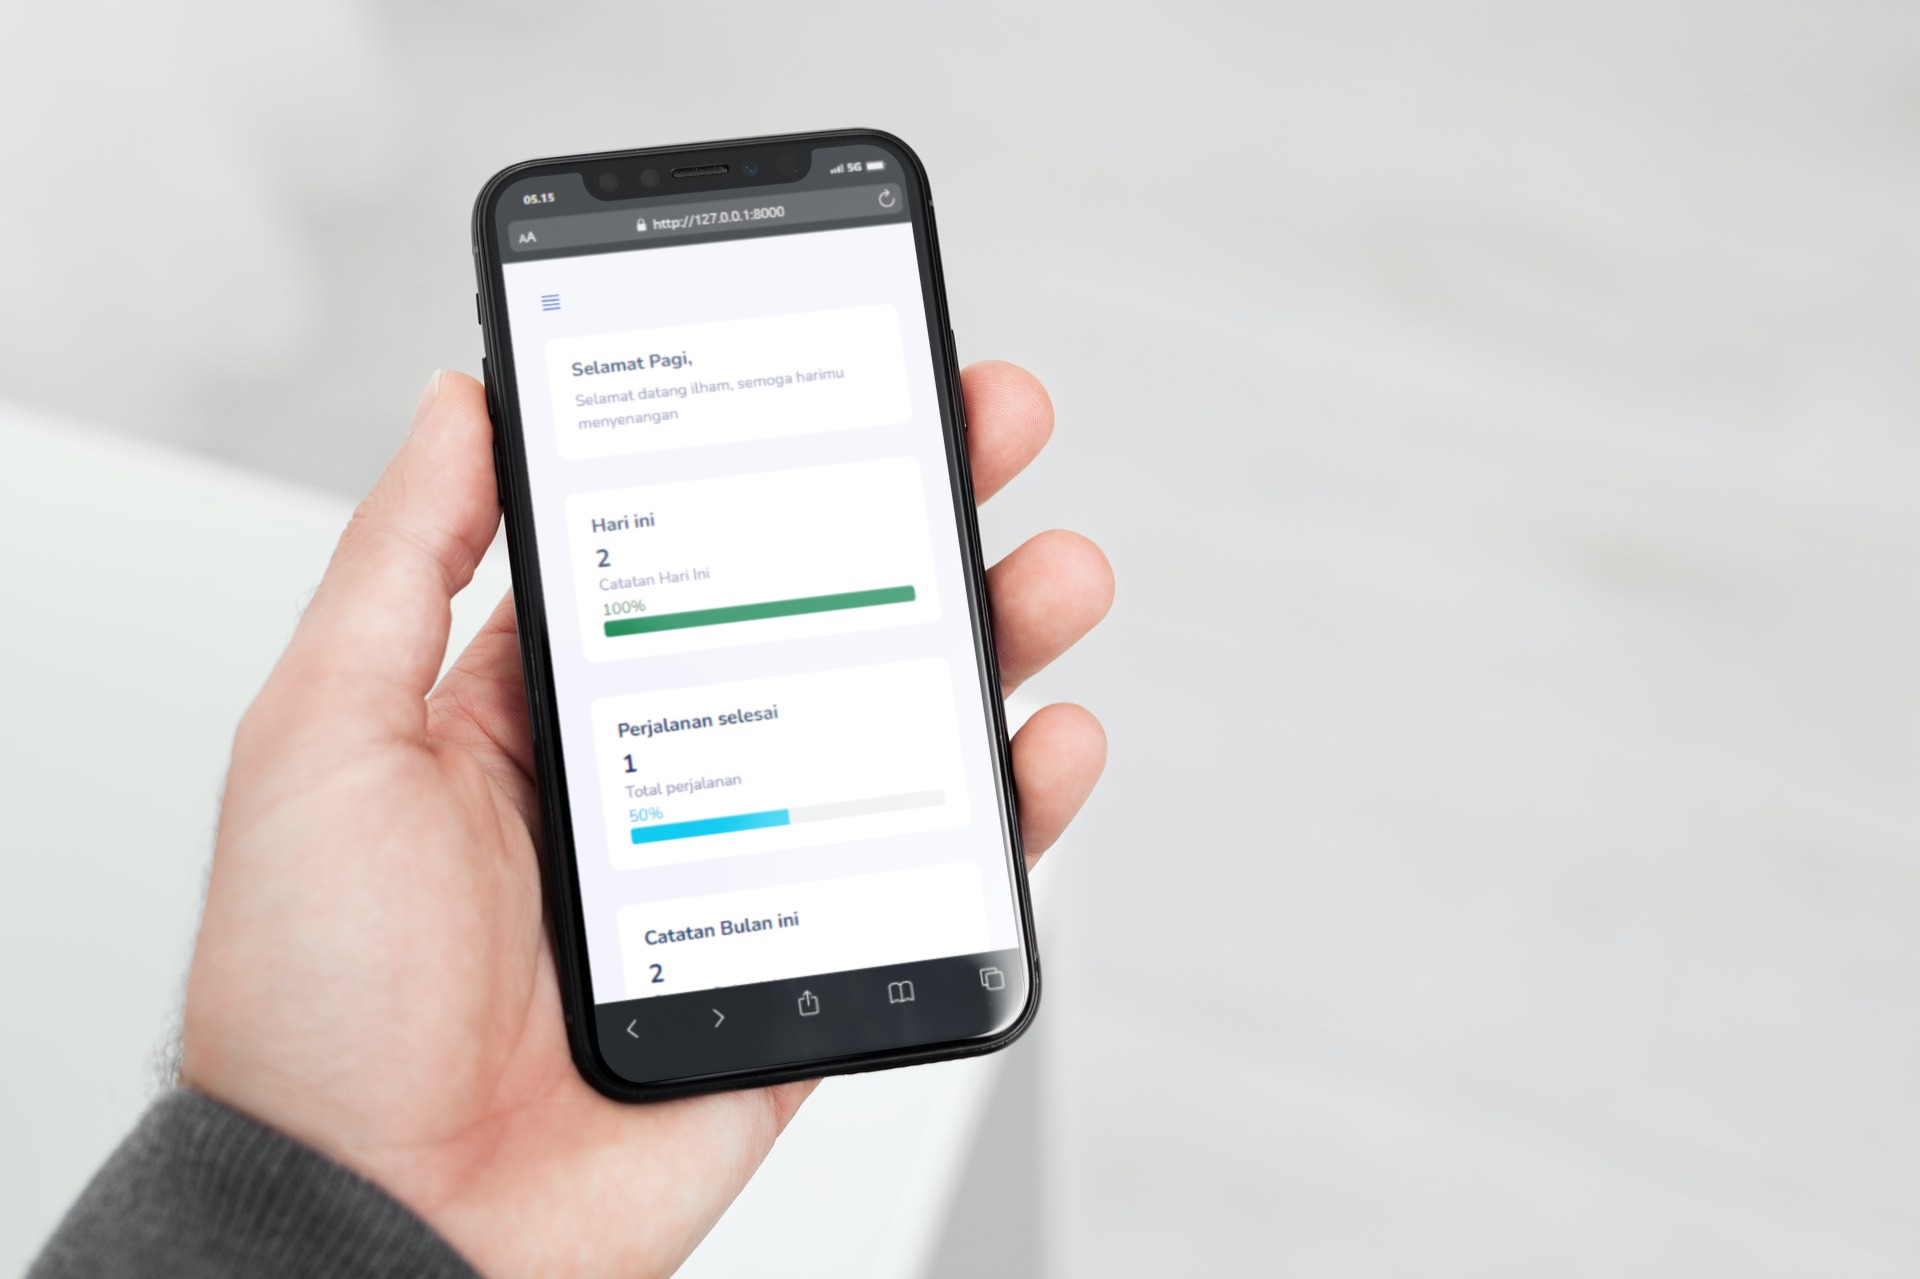 05.15
5G
AA
http://127.0.0.1:8000
Selamat Pagi,
Selamat datang ilham, semoga harimu
menyenangan
Hari ini
2
Catatan Hari Ini
100%
Perjalanan selesai
1
Total perjalanan
50%
Catatan Bulan ini
2